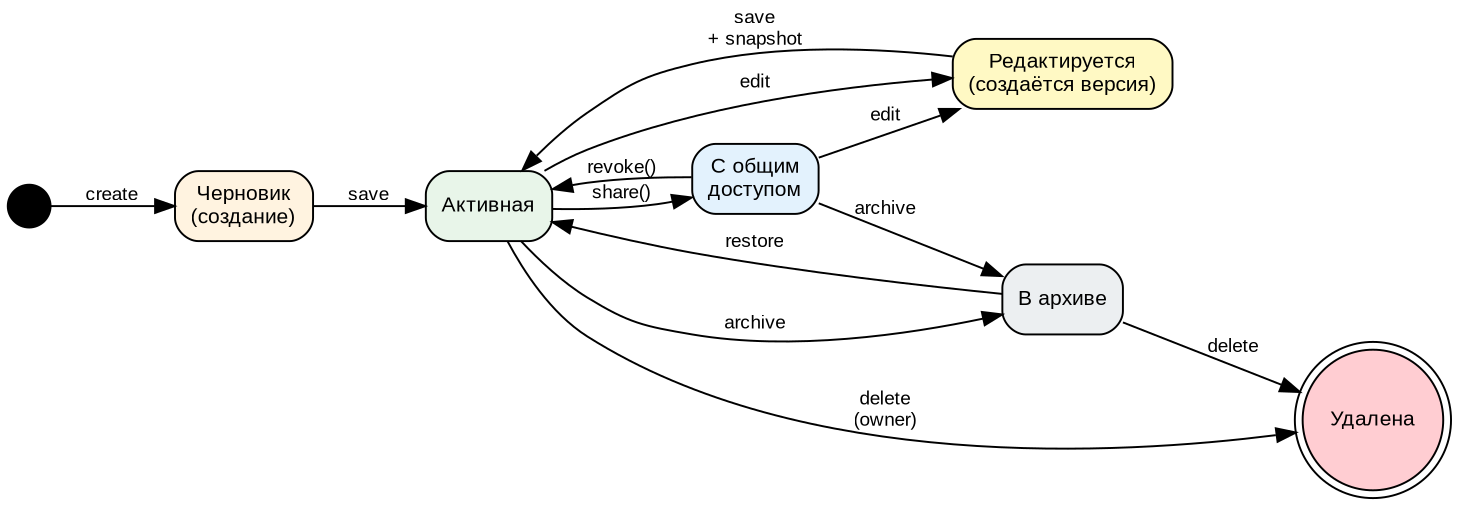 save
+ snapshot
Редактируется
(создаётся версия)
edit
edit
С общим
доступом
revoke()
share()
create
Черновик
(создание)
save
Активная
archive
restore
В архиве
archive
delete
delete
(owner)
Удалена